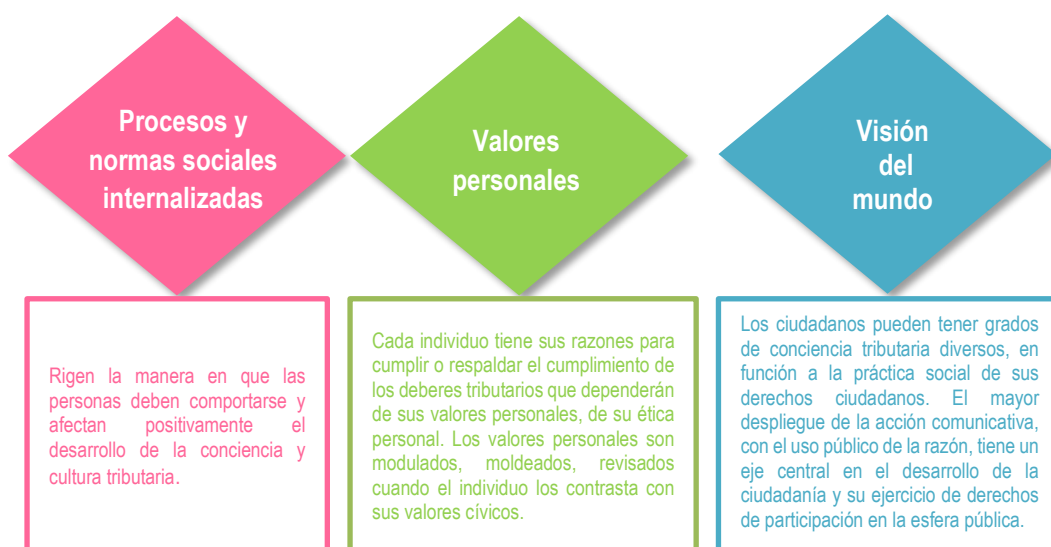 Procesos y
normas sociales
internalizadas
Rigen la manera en que las
personas deben comportarse y
afectan positivamente el
desarrollo de la conciencia y
cultura tributaria.
Valores
personales
Cada individuo tiene sus razones para
cumplir o respaldar el cumplimiento de
los deberes tributarios que dependerán
de sus valores personales, de su ética
personal. Los valores personales son
modulados, moldeados, revisados
cuando el individuo los contrasta con
sus valores cívicos.
Visión
del
mundo
Los ciudadanos pueden tener grados
de conciencia tributaria diversos, en
función a la práctica social de sus
derechos ciudadanos. El mayor
despliegue de la acción comunicativa,
con el uso público de la razón, tiene un
eje central en el desarrollo de la
ciudadanía y su ejercicio de derechos
de participación en la esfera pública.